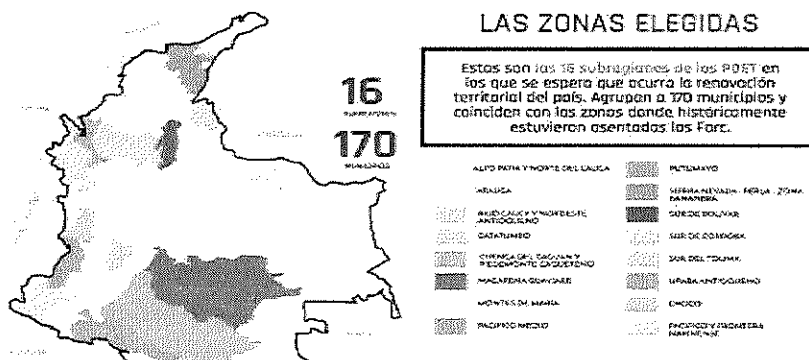 LAS ZONAS ELEGIDAS
Estas son las 16 subregiones de los PDET en
los que se espera que ocurra la renovación
territorial del país. Agrupan a 170 municipios y
coinciden con las zonas donde históricamente
estuvieron asentadas las Farc.
16
SUBREGIONES
170
MUNICIPIOS
ALTO PATÍA Y NORTE DEL CAUCA
ARAUCA
BAJO CAUCA Y NORDESTE
ANTIOQUEÑO
CATATUMBO
CUENCA DEL CAGUÁN Y
PIEDEMONTE CAQUETEÑO
MACARENA GUAVIARE
MONTES DE MARÍA
PACÍFICO MEDIO
PUTUMAYO
SIERRA NEVADA - PERIJÁ - ZONA
BANANERA
SUR DE BOLÍVAR
SUR DE CÓRDOBA
SUR DEL TOLIMA
URABÁ ANTIOQUEÑO
CHOCÓ
PACÍFICO Y FRONTERA
NARIÑENSE